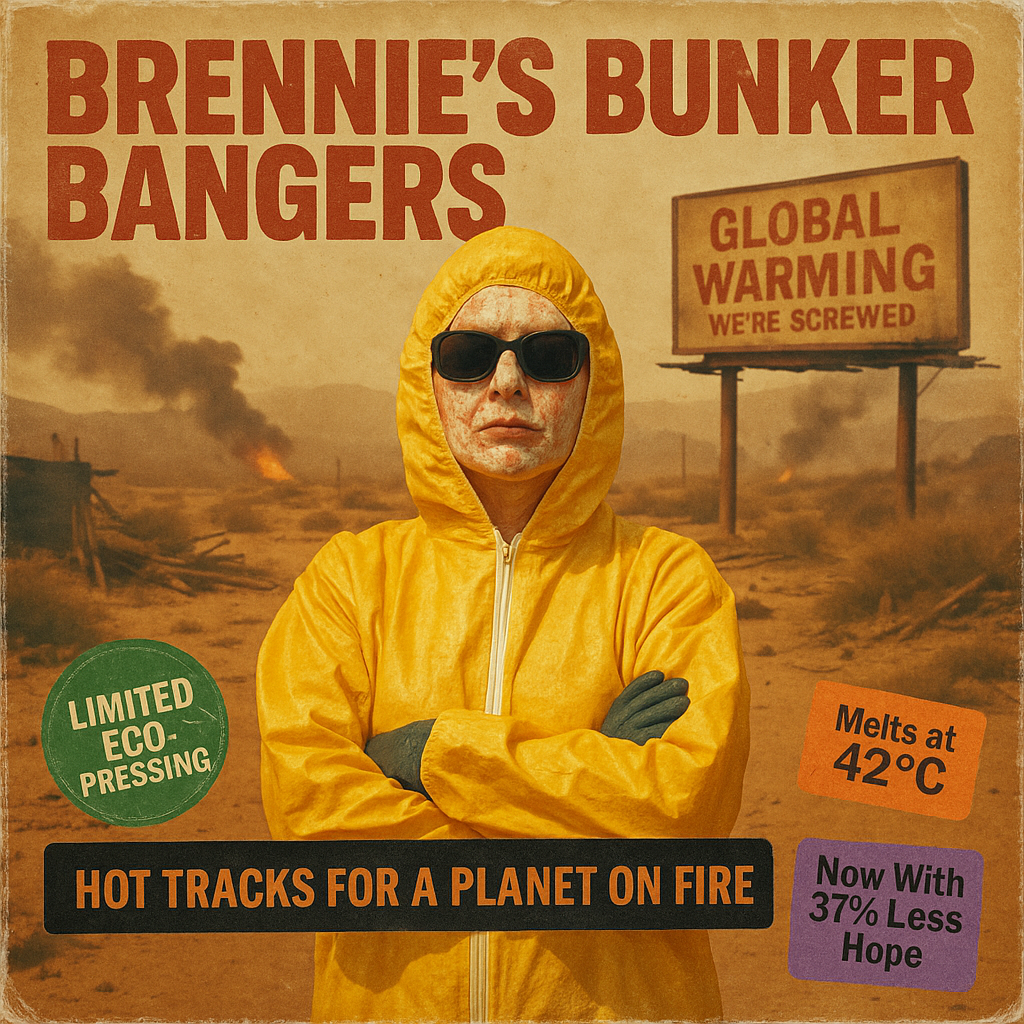 BRENNIE'S BUNKER
BANGERS
GLOBAL
WARMING
WE'RE SCREWED
LIMITED
ECO-
PRESSING
Melts at
42°C
HOT TRACKS FOR A PLANET ON FIRE
Now With
37% Less
Hope